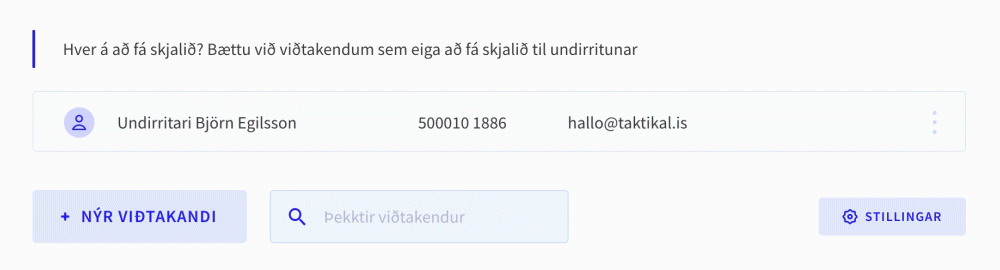 Hver á að fá skjalið? Bættu við viðtakendum sem eiga að fá skjalið til undirritunar
Undirritari Björn Egilsson 500010 1886 hallo@taktikal.is
+ NÝR VIÐTAKANDI Þekktir viðtakendur STILLINGAR